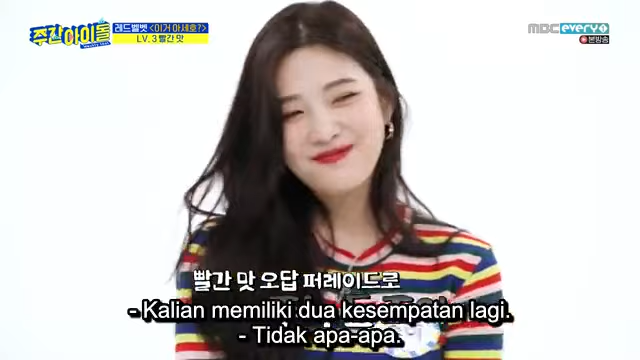 주간아이돌
레드벨벳 <이거 아세호?>
LV. 3 빨간 맛
MBC every1
본방송
빨간 맛 오답 퍼레이드로
- Kalian memiliki dua kesempatan lagi.
- Tidak apa-apa.